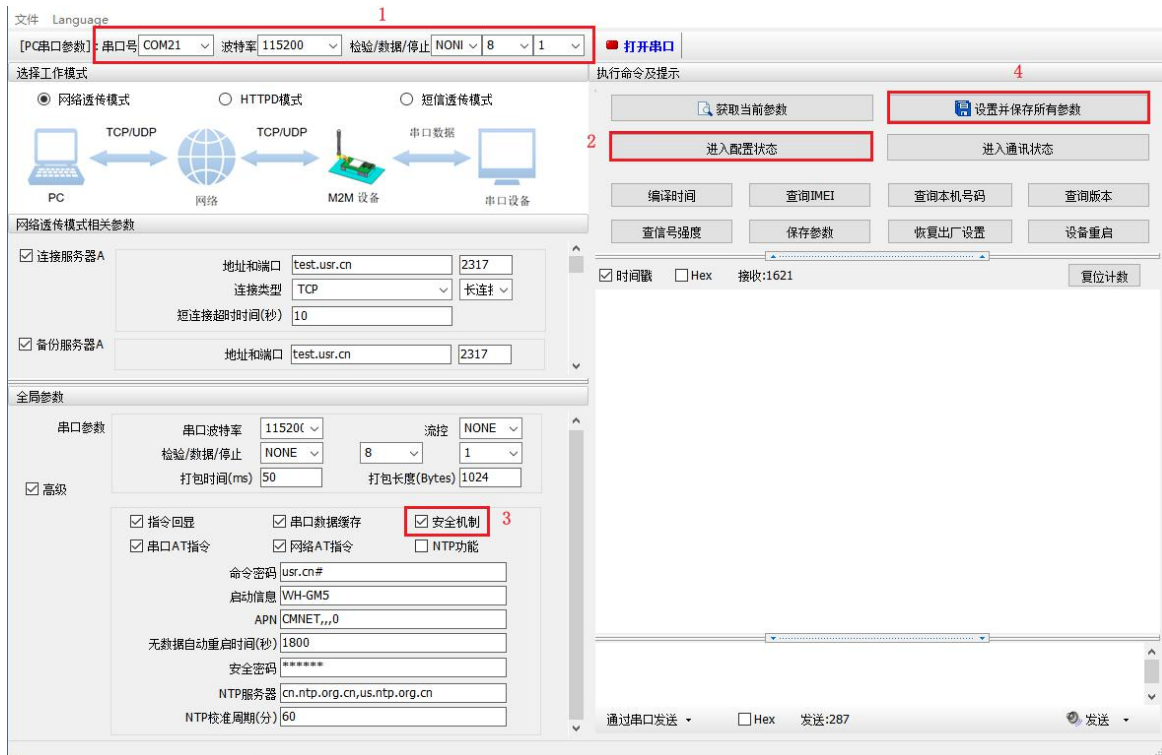 文件 Language
1
[PC串口参数]:串口号 COM21 波特率 115200 检验/数据/停止 NONI 8 1 打开串口
选择工作模式
网络透传模式 HTTPD模式 短信透传模式
TCP/UDP TCP/UDP 串口数据
PC 网络 M2M 设备 串口设备
网络透传模式相关参数
连接服务器A
地址和端口 test.usr.cn 2317
连接类型 TCP 长连接
短连接超时时间(秒) 10
备份服务器A
地址和端口 test.usr.cn 2317
全局参数
串口参数
串口波特率 115200 流控 NONE
检验/数据/停止 NONE 8 1
打包时间(ms) 50 打包长度(Bytes) 1024
高级
指令回显 串口数据缓存 安全机制 3
串口AT指令 网络AT指令 NTP功能
命令密码 usr.cn#
启动信息 WH-GM5
APN CMNET,,,0
无数据自动重启时间(秒) 1800
安全密码 ******
NTP服务器 cn.ntp.org.cn,us.ntp.org.cn
NTP校准周期(分) 60
执行命令及提示
4
获取当前参数 设置并保存所有参数
2 进入配置状态 进入通讯状态
编译时间 查询IMEI 查询本机号码 查询版本
查信号强度 保存参数 恢复出厂设置 设备重启
时间戳 Hex 接收:1621 复位计数
通过串口发送 Hex 发送:287 发送